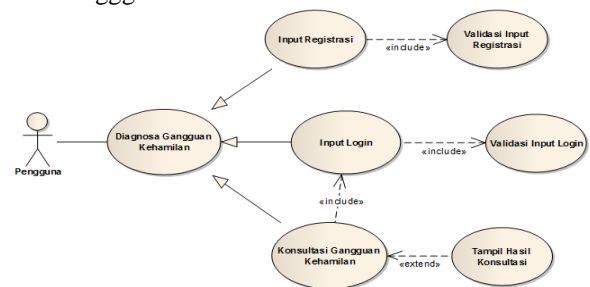 Input Registrasi
«include»
Validasi Input
Registrasi
Diagnosa Gangguan
Kehamilan
Pengguna
Input Login
«include»
Validasi Input Login
«include»
Konsultasi Gangguan
Kehamilan
«extend»
Tampil Hasil
Konsultasi